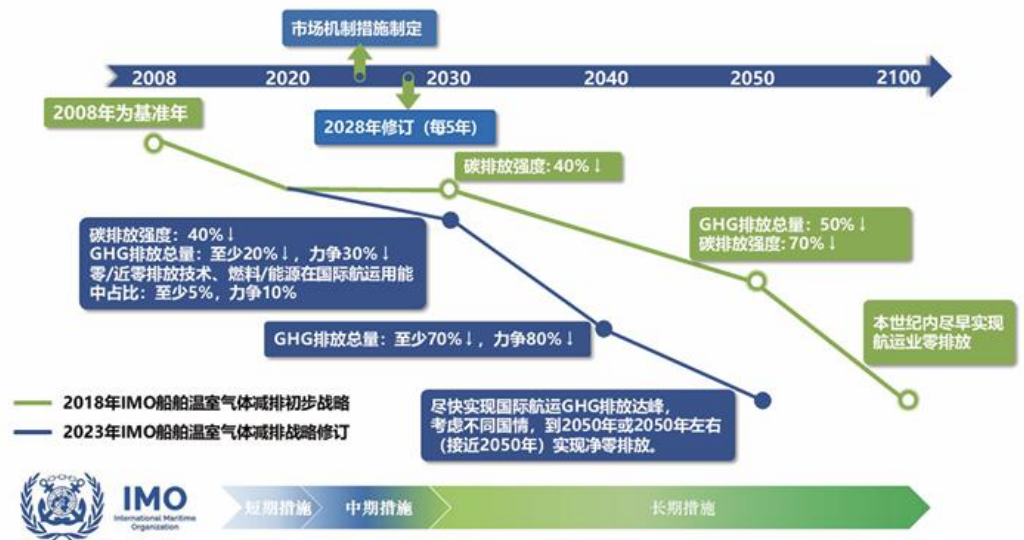 市场机制措施制定
2008
2020
2030
2040
2050
2100
2008年为基准年
2028年修订（每5年）
碳排放强度: 40%↓
GHG排放总量：50%↓
碳排放强度: 70%↓
碳排放强度：40%↓
GHG排放总量：至少20%↓，力争30%↓
零/近零排放技术、燃料/能源在国际航运用能
中占比：至少5%，力争10%
GHG排放总量：至少70%↓，力争80%↓
本世纪内尽早实现
航运业零排放
2018年IMO船舶温室气体减排初步战略
2023年IMO船舶温室气体减排战略修订
尽快实现国际航运GHG排放达峰，
考虑不同国情，到2050年或2050年左右
（接近2050年）实现净零排放。
IMO
International Maritime
Organization
短期措施
中期措施
长期措施